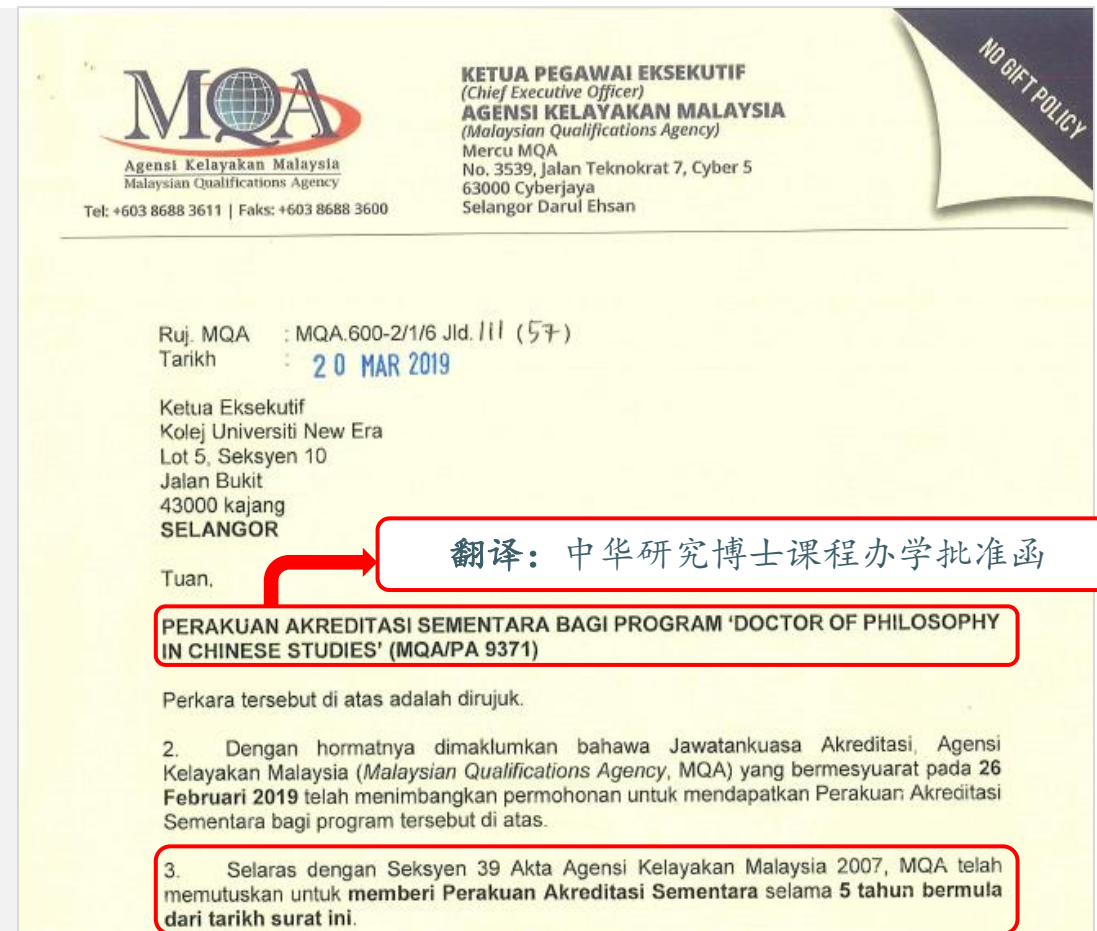 MQA
Agensi Kelayakan Malaysia
Malaysian Qualifications Agency
Tel: +603 8688 3611 | Faks: +603 8688 3600
KETUA PEGAWAI EKSEKUTIF
(Chief Executive Officer)
AGENSI KELAYAKAN MALAYSIA
(Malaysian Qualifications Agency)
Mercu MQA
No. 3539, Jalan Teknokrat 7, Cyber 5
63000 Cyberjaya
Selangor Darul Ehsan
NO GIFT POLICY
Ruj. MQA : MQA.600-2/1/6 Jld. III (57)
Tarikh : 20 MAR 2019
Ketua Eksekutif
Kolej Universiti New Era
Lot 5, Seksyen 10
Jalan Bukit
43000 kajang
SELANGOR
翻译：中华研究博士课程办学批准函
Tuan,
PERAKUAN AKREDITASI SEMENTARA BAGI PROGRAM ‘DOCTOR OF PHILOSOPHY
IN CHINESE STUDIES’ (MQA/PA 9371)
Perkara tersebut di atas adalah dirujuk.
2. Dengan hormatnya dimaklumkan bahawa Jawatankuasa Akreditasi, Agensi
Kelayakan Malaysia (Malaysian Qualifications Agency, MQA) yang bermesyuarat pada 26
Februari 2019 telah menimbangkan permohonan untuk mendapatkan Perakuan Akreditasi
Sementara bagi program tersebut di atas.
3. Selaras dengan Seksyen 39 Akta Agensi Kelayakan Malaysia 2007, MQA telah
memutuskan untuk memberi Perakuan Akreditasi Sementara selama 5 tahun bermula
dari tarikh surat ini.